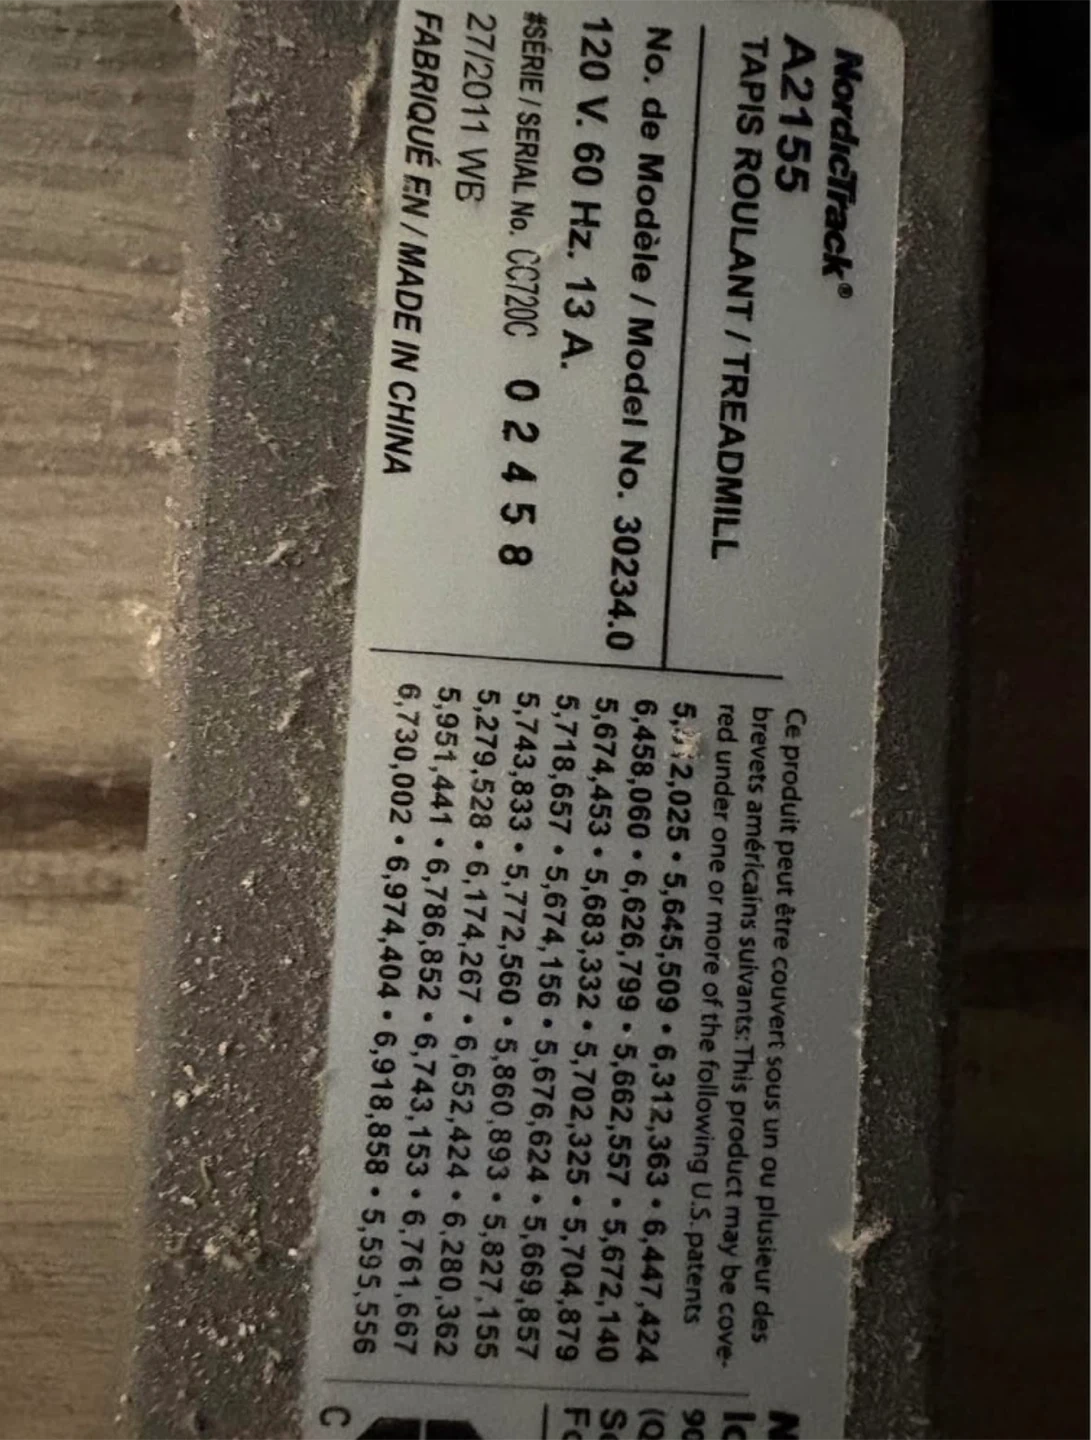 NordicTrack®
A2155
TAPIS ROULANT / TREADMILL
No. de Modèle / Model No. 30234.0
120 V. 60 Hz. 13 A.
#SÉRIE / SERIAL No. CC720C 0 2 4 5 8
27/2011 WB
FABRIQUÉ EN / MADE IN CHINA
Ce produit peut être couvert sous un ou plusieur des
brevets américains suivants: This product may be cove-
red under one or more of the following U.S. patents
5,645,509 • 6,312,363 • 6,447,424
6,458,060 • 6,626,799 • 5,662,557 • 5,672,140
5,674,453 • 5,683,332 • 5,702,325 • 5,704,879
5,718,657 • 5,674,156 • 5,676,624 • 5,669,857
5,743,833 • 5,772,560 • 5,860,893 • 5,827,155
5,279,528 • 6,174,267 • 6,652,424 • 6,280,362
5,951,441 • 6,786,852 • 6,743,153 • 6,761,667
6,730,002 • 6,974,404 • 6,918,858 • 5,595,556
C